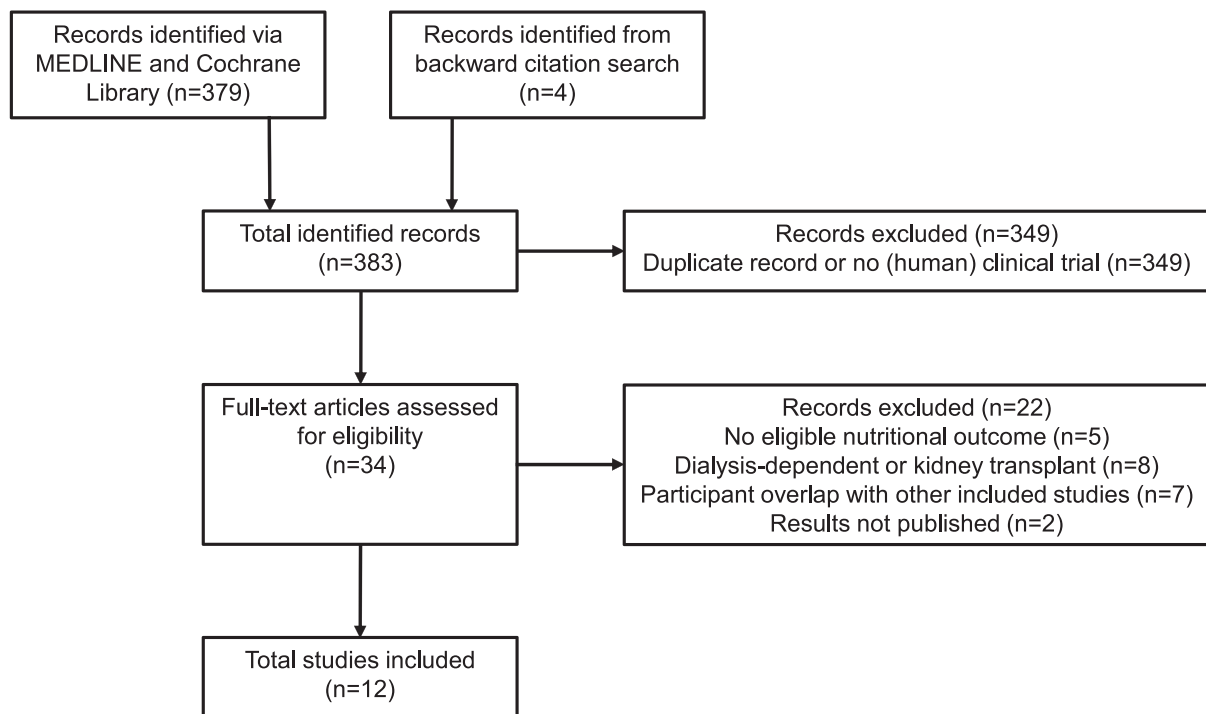 Records identified via
MEDLINE and Cochrane
Library (n=379)
Records identified from
backward citation search
(n=4)
Total identified records
(n=383)
Records excluded (n=349)
Duplicate record or no (human) clinical trial (n=349)
Full-text articles assessed
for eligibility
(n=34)
Records excluded (n=22)
No eligible nutritional outcome (n=5)
Dialysis-dependent or kidney transplant (n=8)
Participant overlap with other included studies (n=7)
Results not published (n=2)
Total studies included
(n=12)